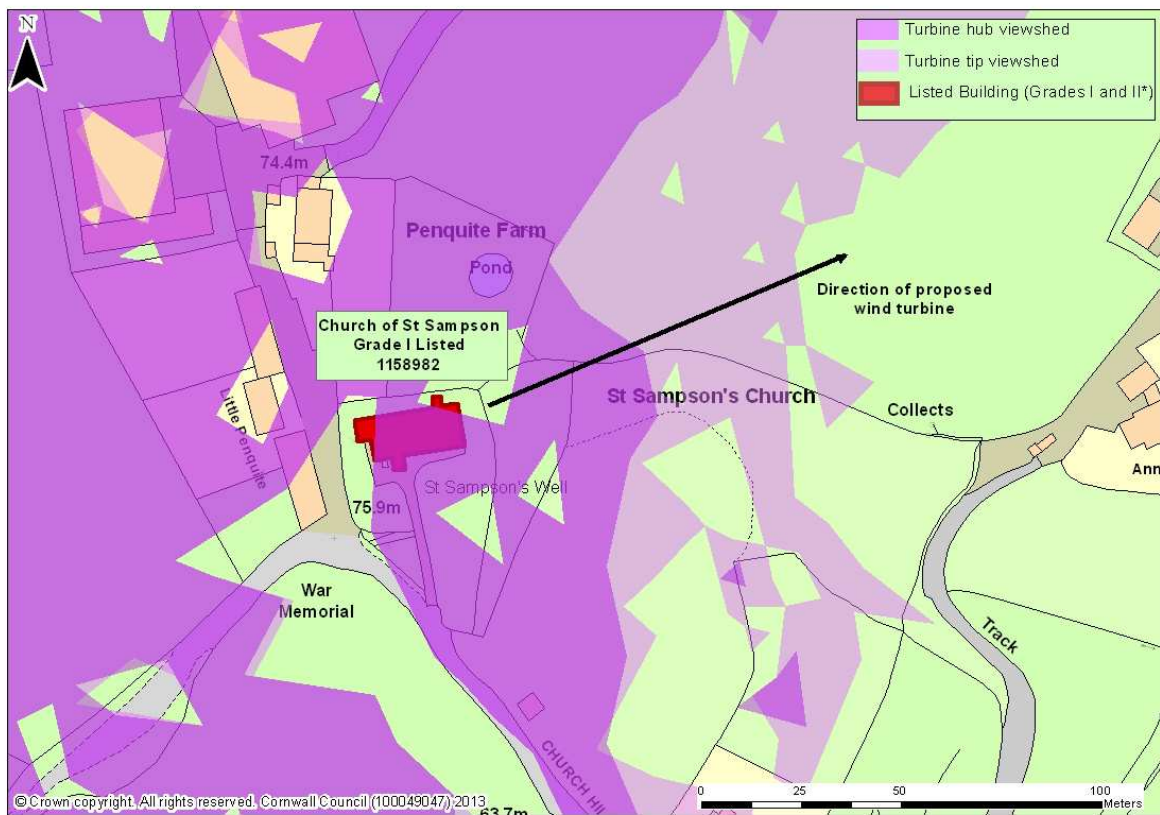 N
Turbine hub viewshed
Turbine tip viewshed
Listed Building (Grades I and II*)
74.4m
Penquite Farm
Pond
Direction of proposed
wind turbine
Church of St Sampson
Grade I Listed
1158982
St Sampson's Church
Collects
Little Penquite
Ann
St Sampson's Well
75.9m
War
Memorial
Track
CHURCH HIL
© Crown copyright. All rights reserved. Cornwall Council (100049047) 2013
63.7m
0 25 50 100
Meters